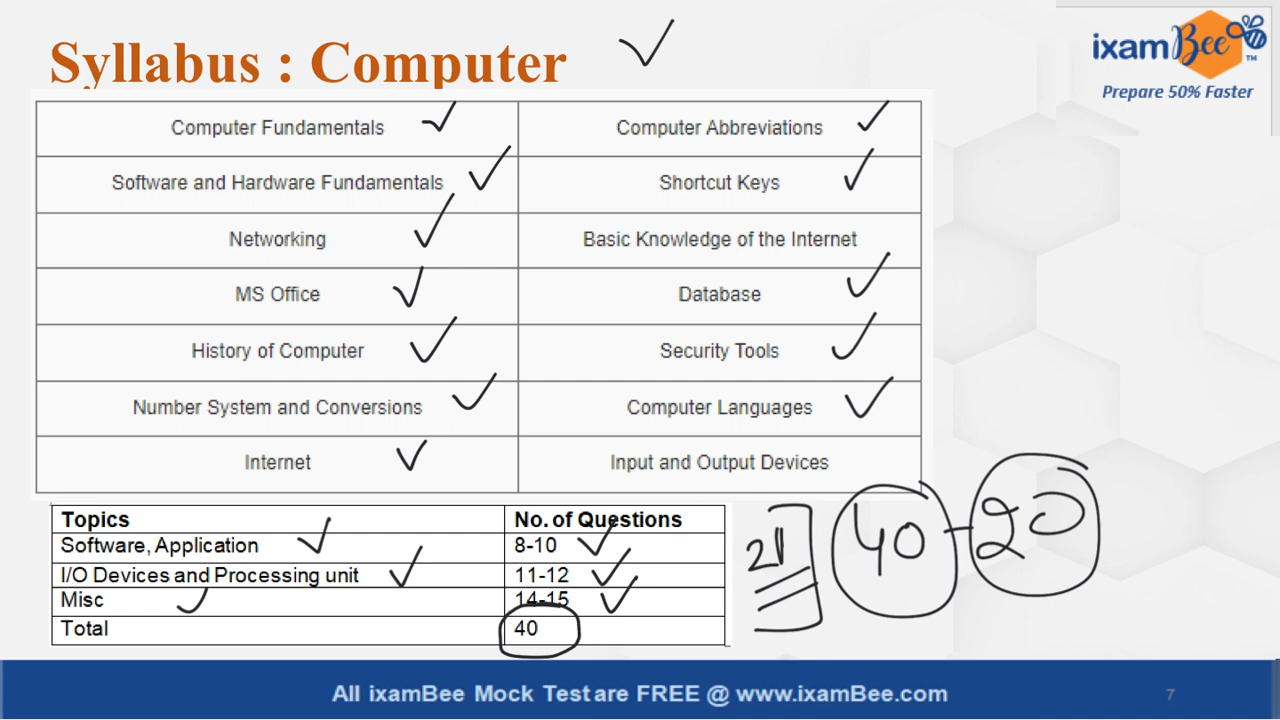 Syllabus : Computer
ixamBee TM
Prepare 50% Faster
Computer Fundamentals Computer Abbreviations
Software and Hardware Fundamentals Shortcut Keys
Networking Basic Knowledge of the Internet
MS Office Database
History of Computer Security Tools
Number System and Conversions Computer Languages
Internet Input and Output Devices
Topics No. of Questions
Software, Application 8-10
I/O Devices and Processing unit 11-12
Misc 14-15
Total 40
40 - 20
All ixamBee Mock Test are FREE @ www.ixamBee.com 7